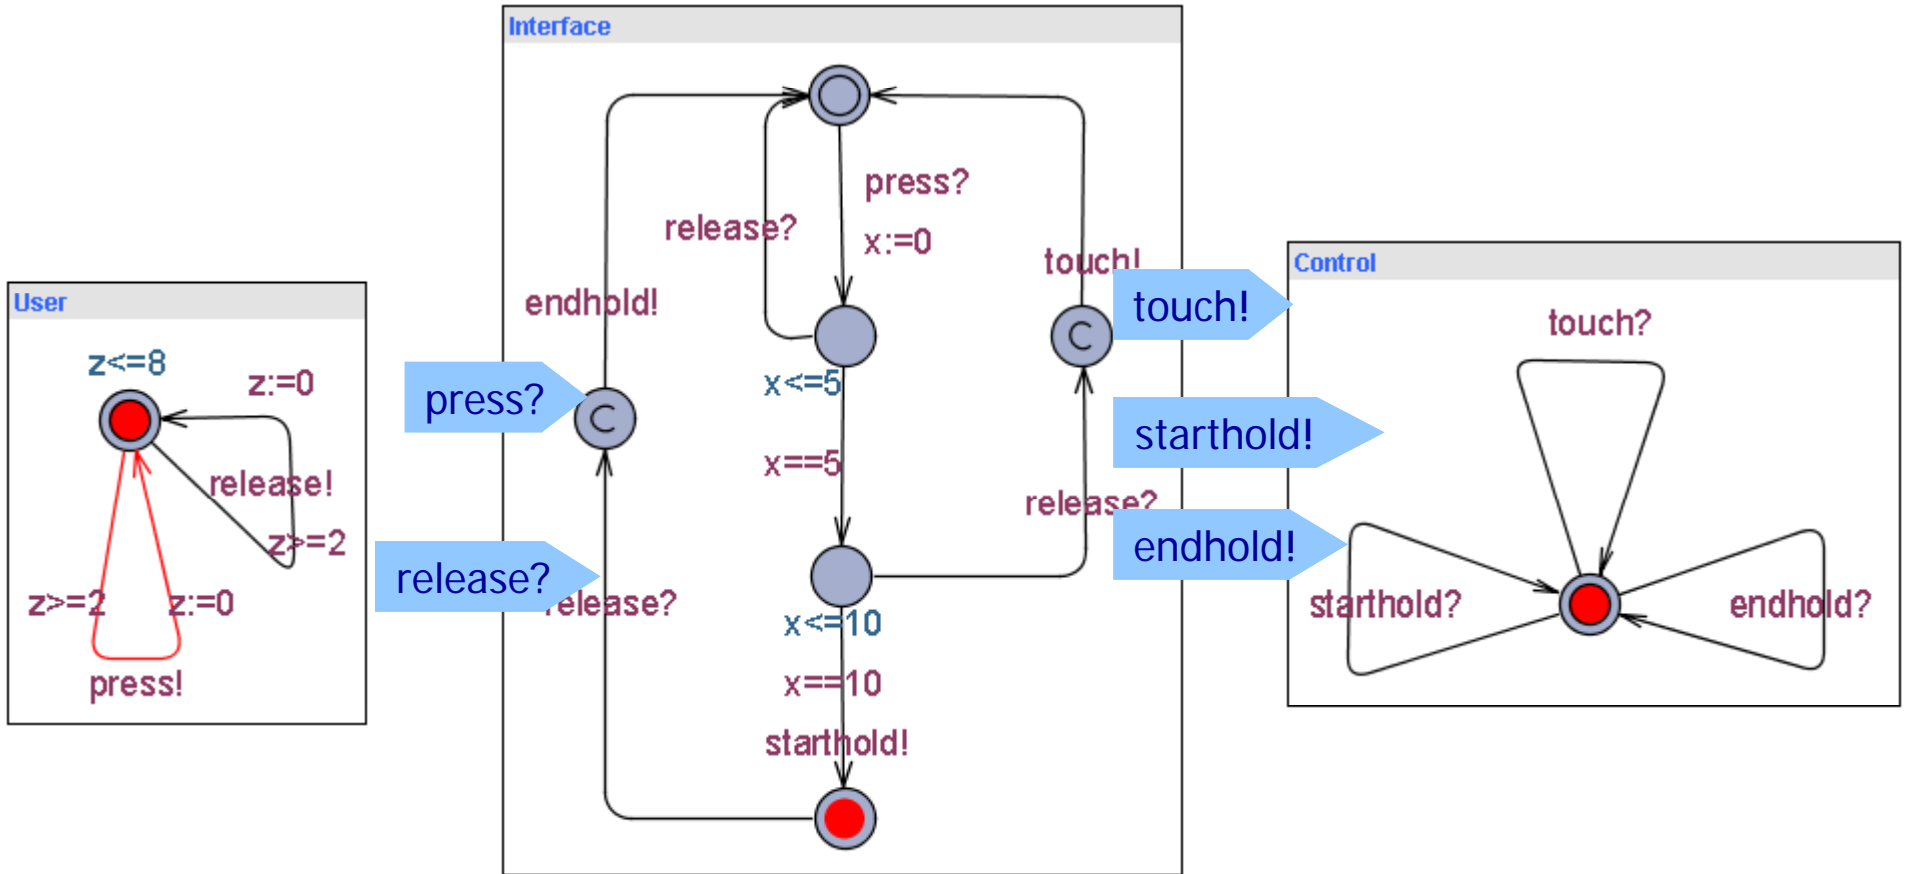 User
z<=8
z:=0
release!
z>=2
z>=2
z:=0
press!
press?
release?
Interface
press?
x:=0
release?
touch!
endhold!
C
C
x<=5
x==5
release?
release?
x<=10
x==10
starthold!
touch!
starthold!
endhold!
Control
touch?
starthold?
endhold?